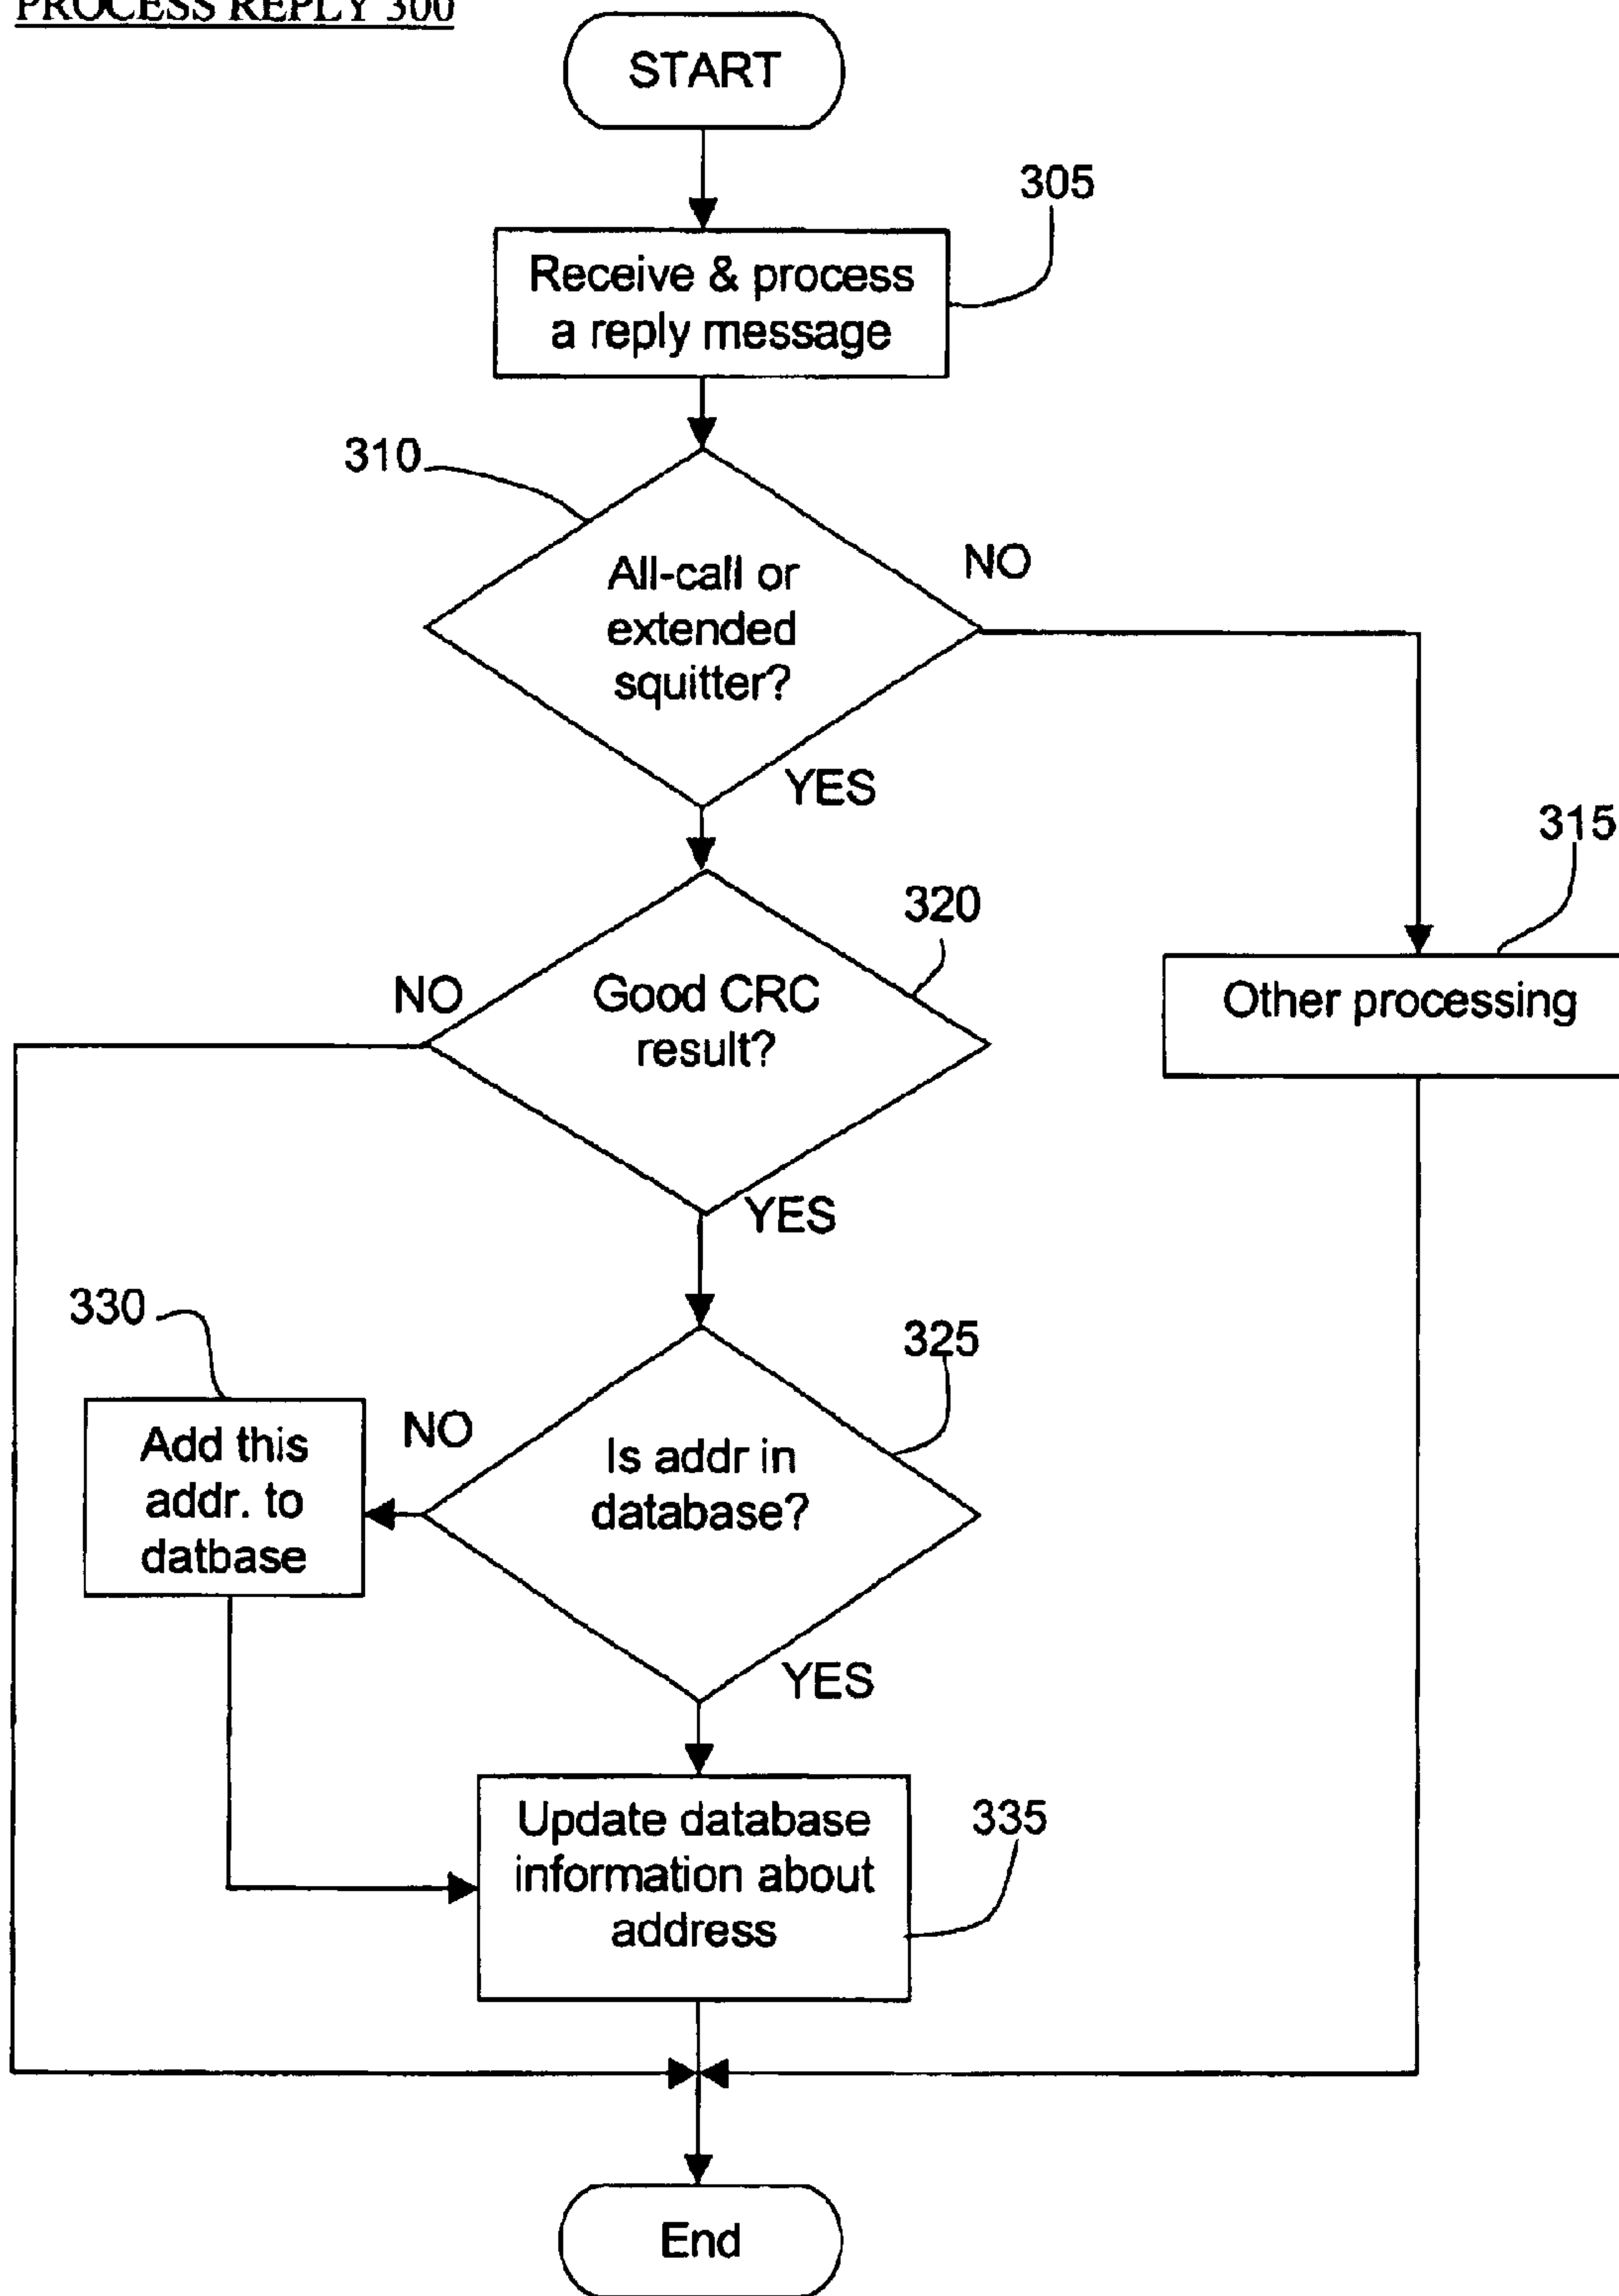 PROCESS REPLY 300
START
305
Receive & process
a reply message
310
All-call or
extended
squitter?
NO
YES
315
Other processing
320
NO
Good CRC
result?
YES
330
325
Add this
addr. to
datbase
NO
Is addr in
database?
YES
Update database
information about
address
335
End